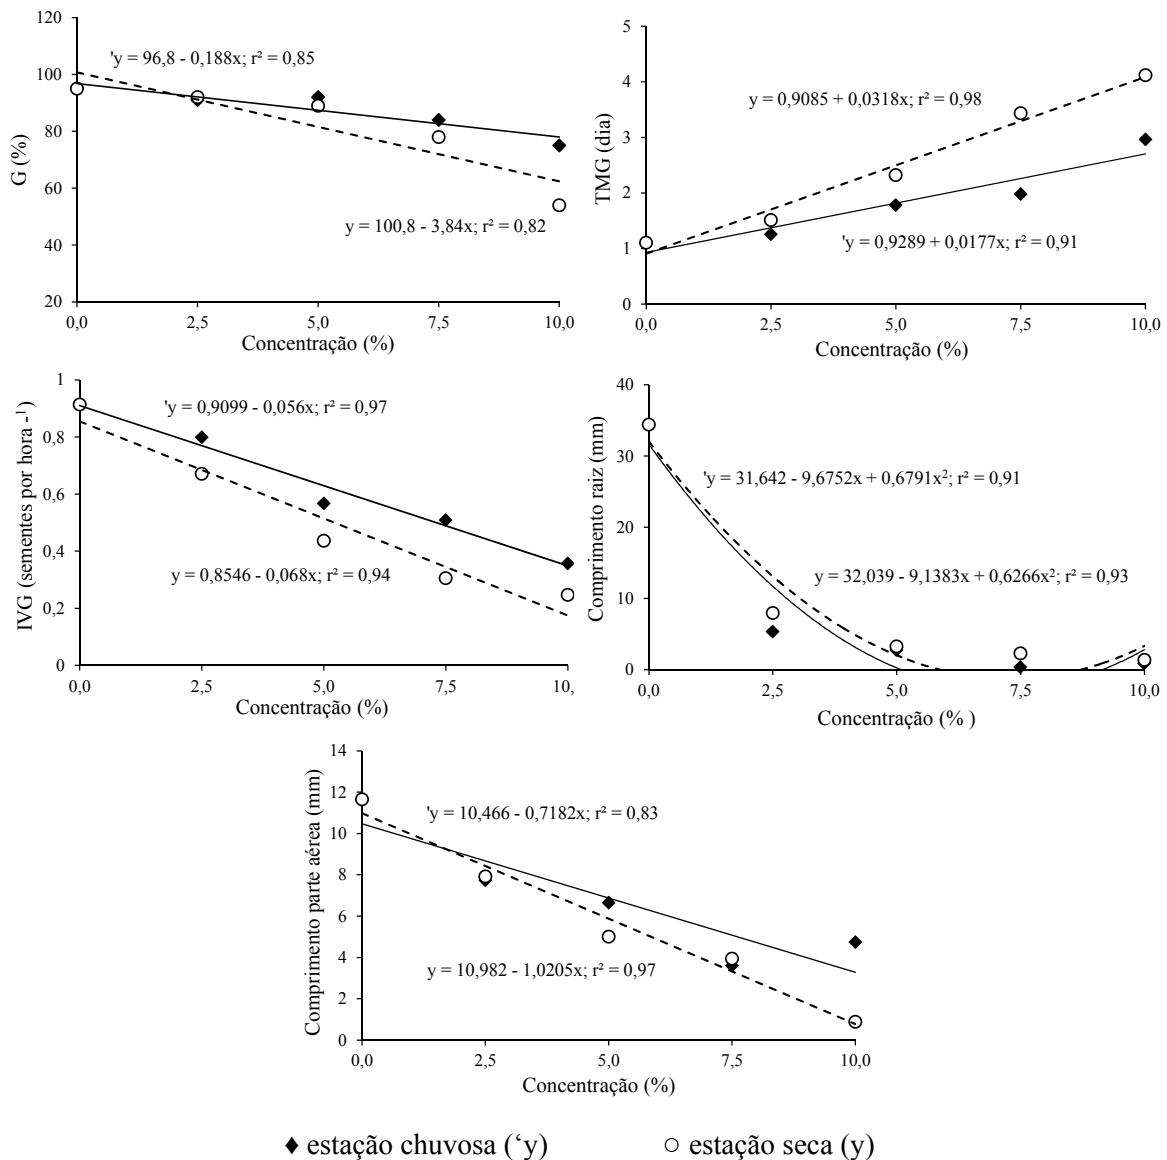 120
100
80
60
40
20
G (%)
'y = 96,8 - 0,188x; r² = 0,85
y = 100,8 - 3,84x; r² = 0,82
0,0 2,5 5,0 7,5 10,0
Concentração (%)
5
4
3
2
1
0
TMG (dia)
y = 0,9085 + 0,0318x; r² = 0,98
'y = 0,9289 + 0,0177x; r² = 0,91
0,0 2,5 5,0 7,5 10,0
Concentração (%)
1
0,8
0,6
0,4
0,2
0
IVG (sementes por hora -¹)
'y = 0,9099 - 0,056x; r² = 0,97
y = 0,8546 - 0,068x; r² = 0,94
0,0 2,5 5,0 7,5 10,
Concentração (%)
40
30
20
10
0
Comprimento raiz (mm)
'y = 31,642 - 9,6752x + 0,6791x²; r² = 0,91
y = 32,039 - 9,1383x + 0,6266x²; r² = 0,93
0,0 2,5 5,0 7,5 10,0
Concentração (% )
14
12
10
8
6
4
2
0
Comprimento parte aérea (mm)
'y = 10,466 - 0,7182x; r² = 0,83
y = 10,982 - 1,0205x; r² = 0,97
0,0 2,5 5,0 7,5 10,0
Concentração (%)
estação chuvosa (‘y) estação seca (y)